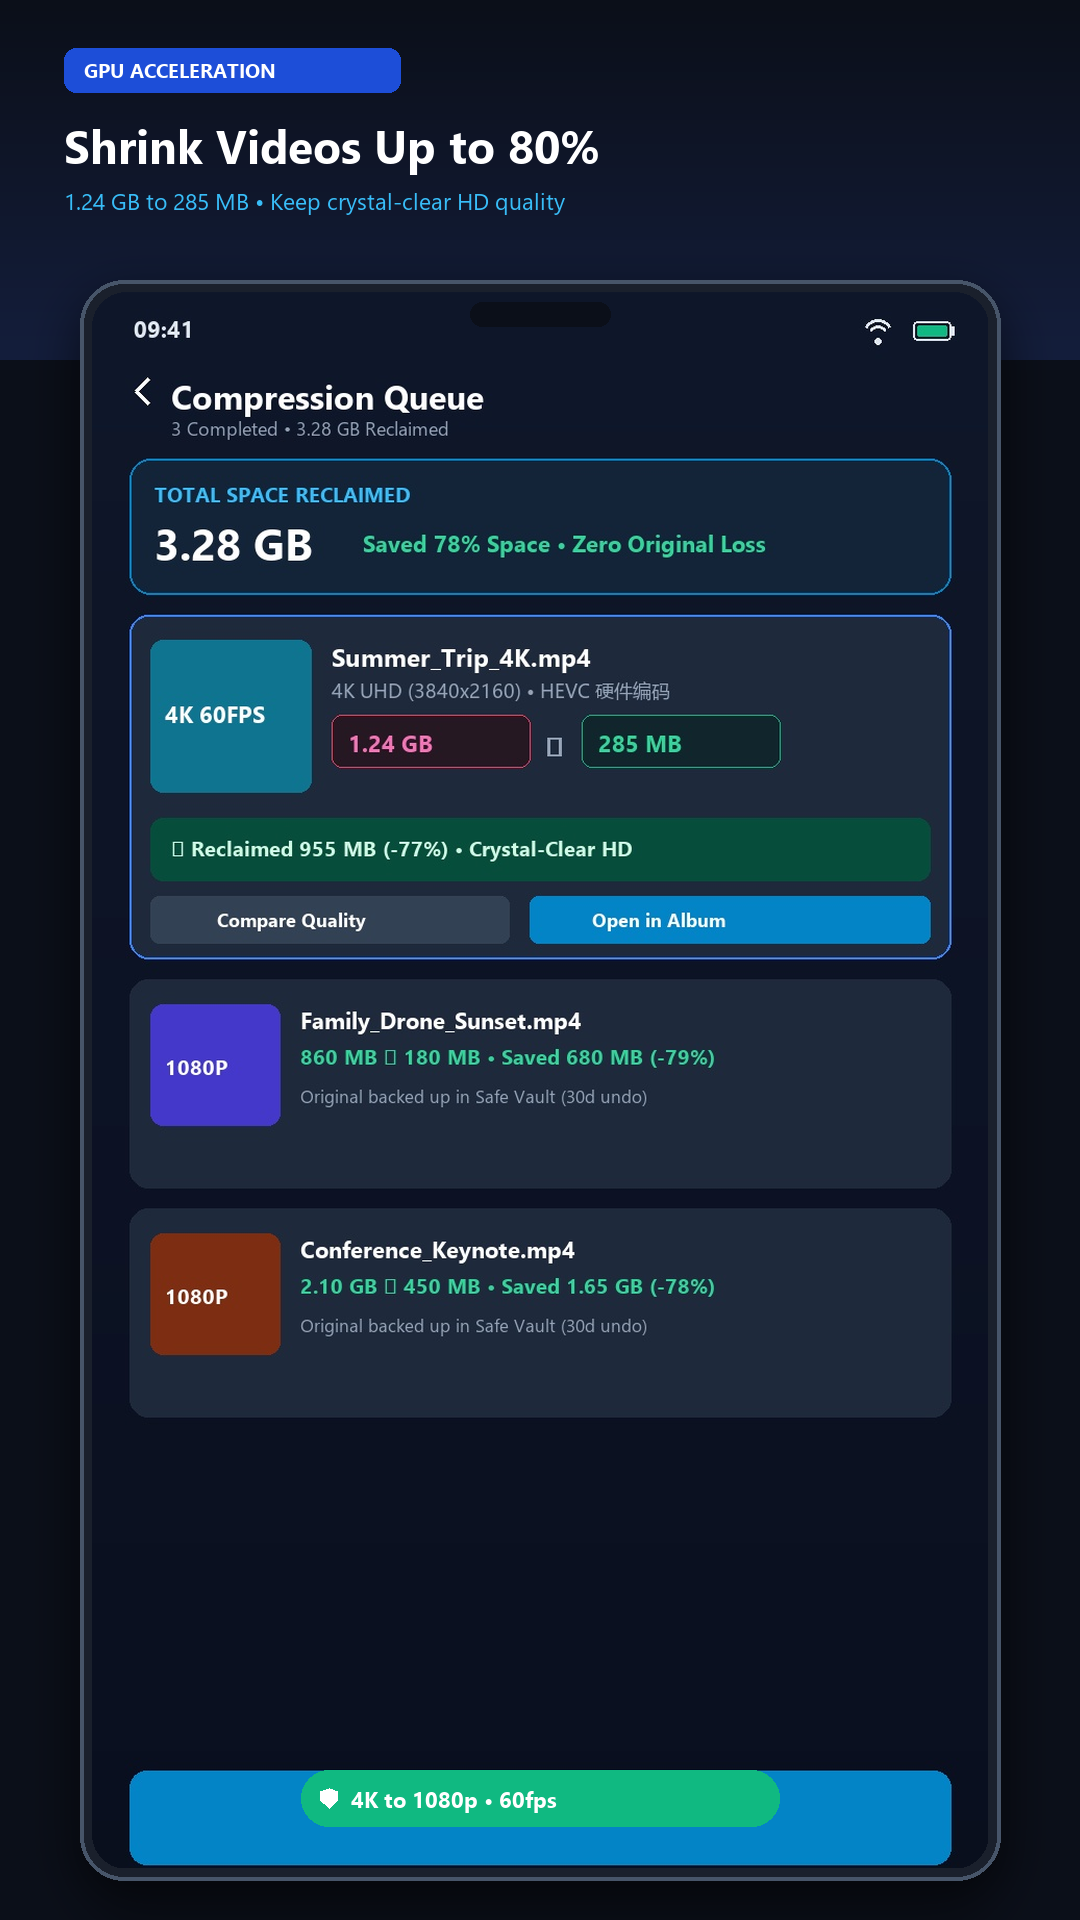 GPU ACCELERATION
Shrink Videos Up to 80%
1.24 GB to 285 MB • Keep crystal-clear HD quality
09:41
Compression Queue
3 Completed • 3.28 GB Reclaimed
TOTAL SPACE RECLAIMED
3.28 GB Saved 78% Space • Zero Original Loss
4K 60FPS
Summer_Trip_4K.mp4
4K UHD (3840x2160) • HEVC 硬件编码
1.24 GB 285 MB
Reclaimed 955 MB (-77%) • Crystal-Clear HD
Compare Quality Open in Album
1080P
Family_Drone_Sunset.mp4
860 MB 180 MB • Saved 680 MB (-79%)
Original backed up in Safe Vault (30d undo)
1080P
Conference_Keynote.mp4
2.10 GB 450 MB • Saved 1.65 GB (-78%)
Original backed up in Safe Vault (30d undo)
4K to 1080p • 60fps